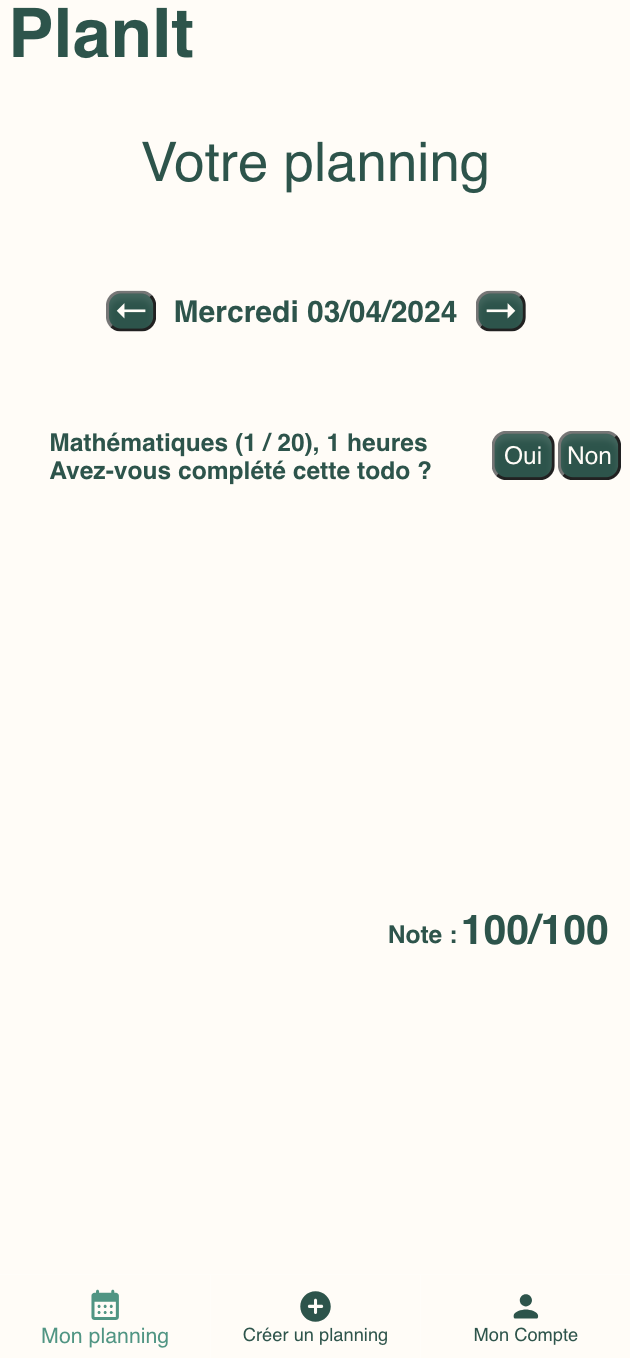 PlanIt
Votre planning
← Mercredi 03/04/2024 →
Mathématiques (1 / 20), 1 heures
Avez-vous complété cette todo ?
Oui Non
Note : 100/100
Mon planning
Créer un planning
Mon Compte